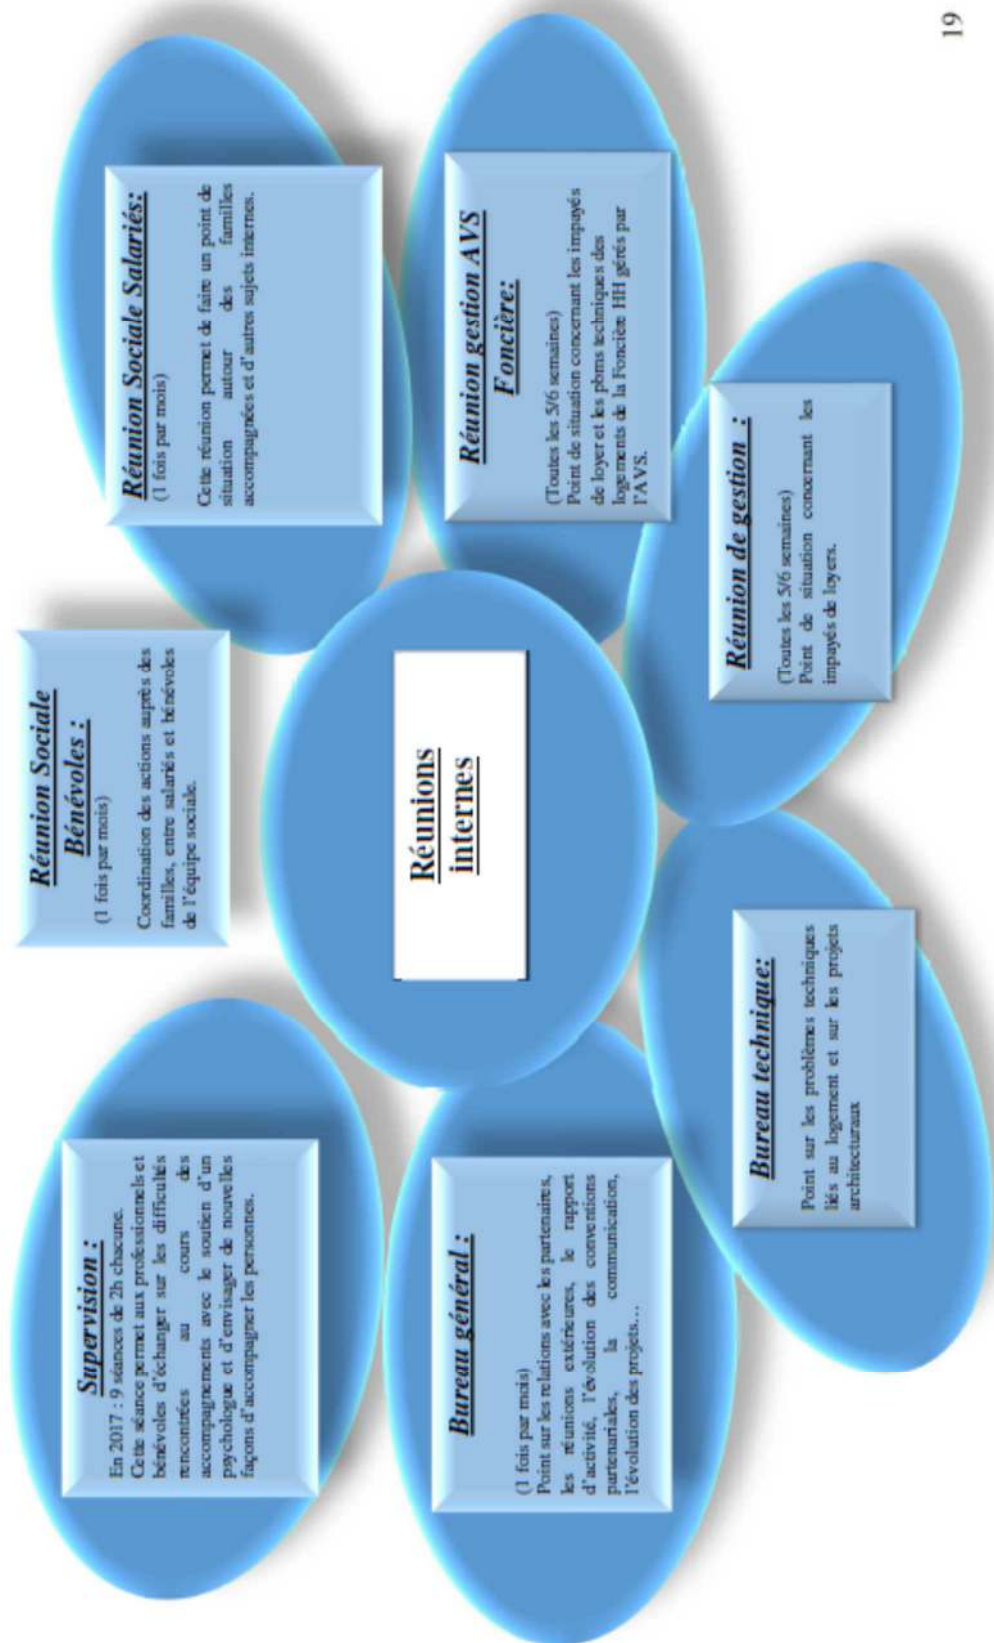 Réunion Sociale
Bénévoles :
(1 fois par mois)
Coordination des actions auprès des
familles, entre salariés et bénévoles
de l'équipe sociale.
Réunion Sociale Salariés:
(1 fois par mois)
Cette réunion permet de faire un point de
situation autour des familles
accompagnées et d'autres sujets internes.
Réunion gestion AVS
Foncière:
(Toutes les 5/6 semaines)
Point de situation concernant les impayés
de loyer et les pbms techniques des
logements de la Foncière HH gérés par
l'AVS.
Réunion de gestion :
(Toutes les 5/6 semaines)
Point de situation concernant les
impayés de loyers.
Bureau technique:
Point sur les problèmes techniques
liés au logement et sur les projets
architecturaux
Bureau général :
(1 fois par mois)
Point sur les relations avec les partenaires,
les réunions extérieures, le rapport
d'activité, l'évolution des conventions
partenariales, la communication,
l'évolution des projets…
Supervision :
En 2017 : 9 séances de 2h chacune.
Cette séance permet aux professionnels et
bénévoles d'échanger sur les difficultés
rencontrées au cours des
accompagnements avec le soutien d'un
psychologue et d'envisager de nouvelles
façons d'accompagner les personnes.
Réunions
internes
19